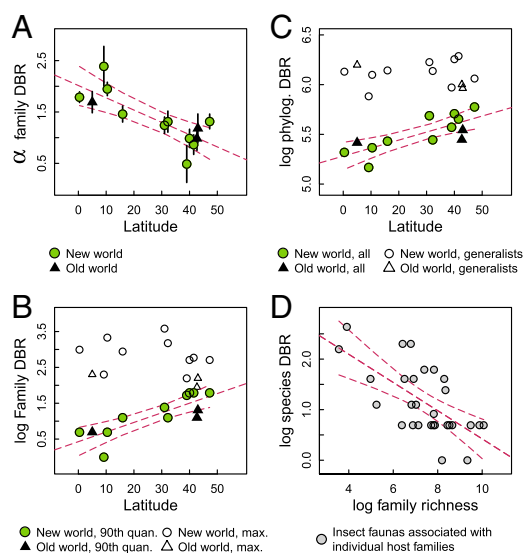 A
α family DBR
2.5
1.5
0.5
0 10 20 30 40 50
Latitude
New world
Old world
C
log phylog. DBR
6.5
6.0
5.5
5.0
0 10 20 30 40 50
Latitude
New world, all
Old world, all
New world, generalists
Old world, generalists
B
log Family DBR
3.5
2.5
1.5
0.5
0 10 20 30 40 50
Latitude
New world, 90th quan.
Old world, 90th quan.
New world, max.
Old world, max.
D
log species DBR
2.0
1.0
0.0
4 6 8 10
log family richness
Insect faunas associated with
individual host families